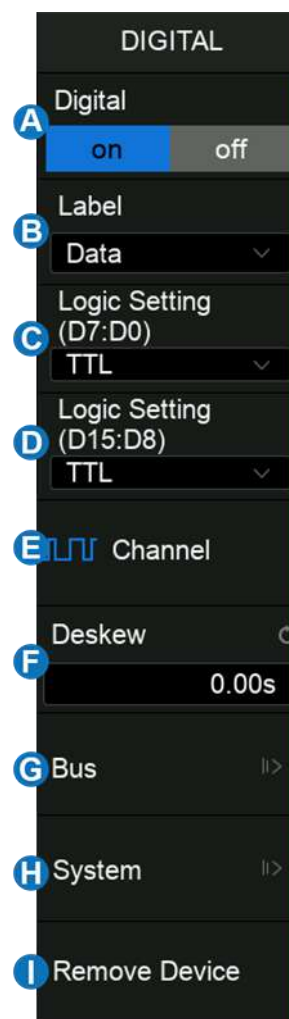 DIGITAL
Digital
A
on off
Label
B
Data
Logic Setting
C (D7:D0)
TTL
Logic Setting
D (D15:D8)
TTL
E Channel
Deskew
F
0.00s
G Bus
H System
I Remove Device